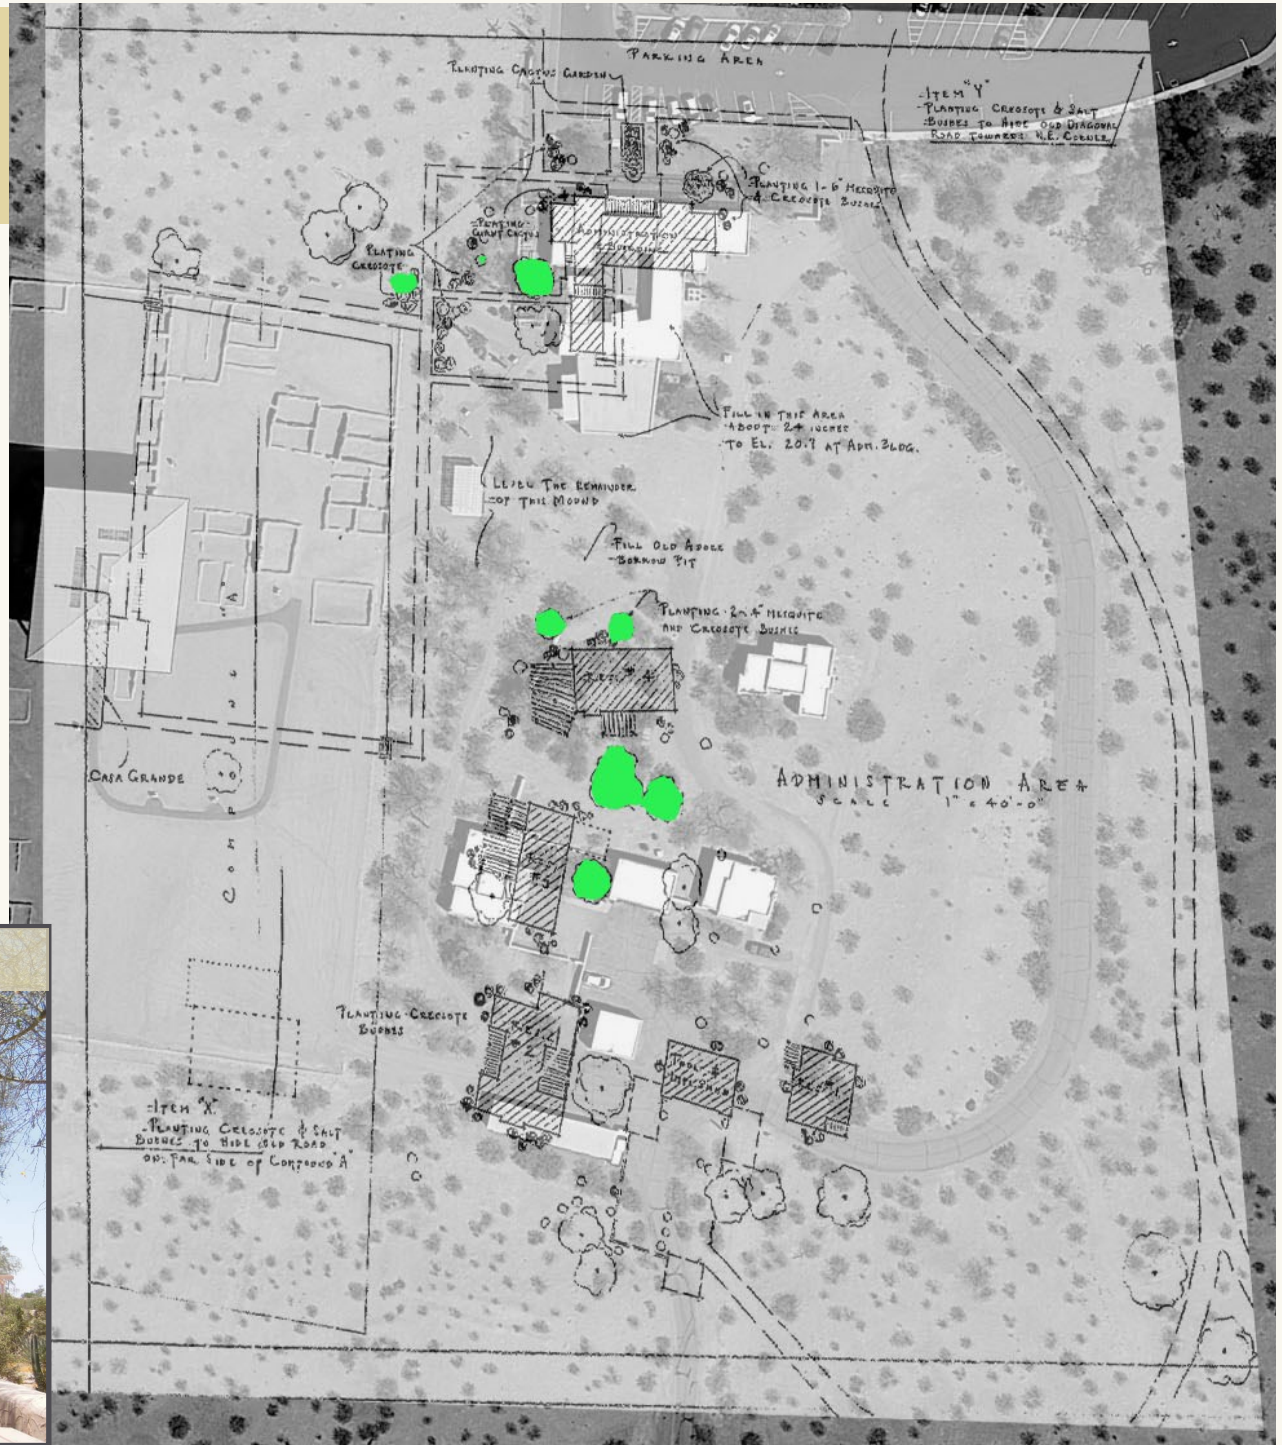 PARKING AREA
PLANTING CACTUS GARDEN
ITEM "Y"
PLANTING CREOSOTE & SALT
BUSHES TO HIDE OLD DIAGONAL
ROAD TOWARDS N.E. CORNER
PLANTING 1-6" MESQUITE
& CREOSOTE BUSHES
PLATING
GIANT CACTUS
ADMINISTRATION
BUILDING
PLATING
CREOSOTE
FILL IN THIS AREA
ABOUT 24 INCHES
TO EL. 20.7 AT ADM. BLDG.
LEVEL THE REMAINDER
OF THIS MOUND
FILL OLD ADOBE
BORROW PIT
PLANTING 2-4" MESQUITE
AND CREOSOTE BUSHES
CASA GRANDE
ADMINISTRATION AREA
SCALE 1" = 40'-0"
PLANTING CREOSOTE
BUSHES
ITEM "X"
PLANTING CREOSOTE & SALT
BUSHES TO HIDE OLD ROAD
ON FAR SIDE OF COMPOUND "A"